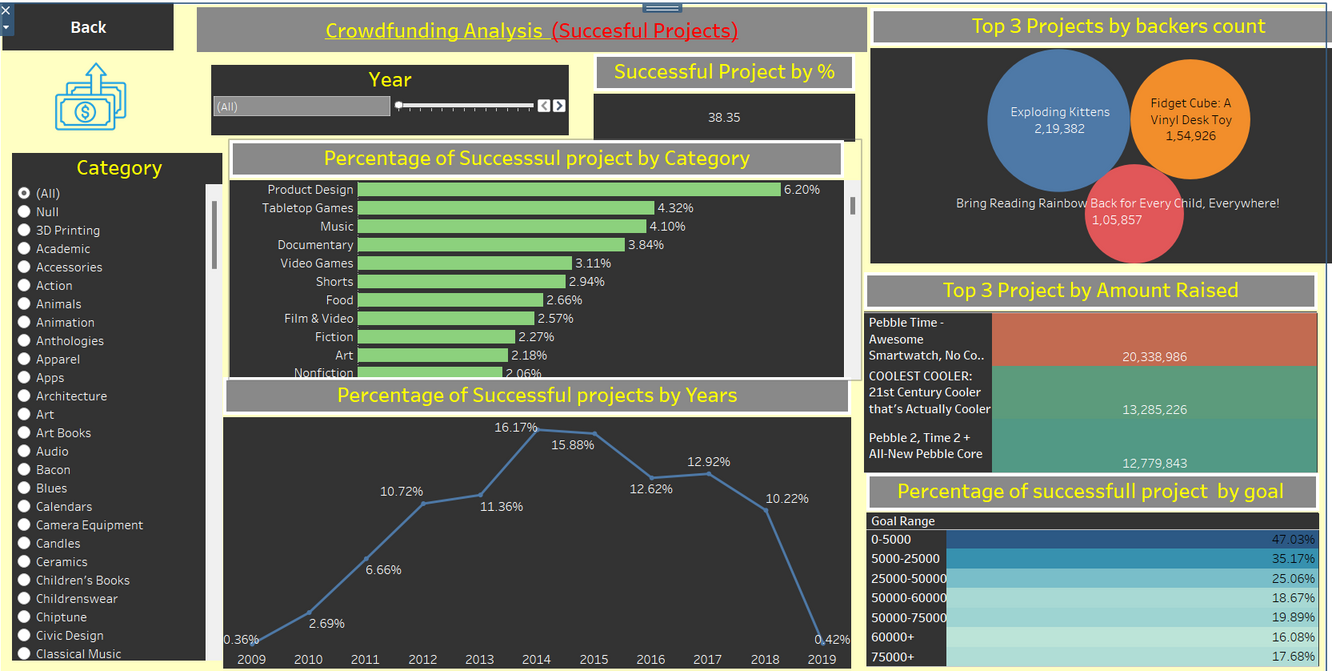 Back
Crowdfunding Analysis (Succesful Projects)
Year
(All)
Successful Project by %
38.35
Category
(All)
Null
3D Printing
Academic
Accessories
Action
Animals
Animation
Anthologies
Apparel
Apps
Architecture
Art
Art Books
Audio
Bacon
Blues
Calendars
Camera Equipment
Candles
Ceramics
Children's Books
Childrenswear
Chiptune
Civic Design
Classical Music
Percentage of Successsul project by Category
Product Design 6.20%
Tabletop Games 4.32%
Music 4.10%
Documentary 3.84%
Video Games 3.11%
Shorts 2.94%
Food 2.66%
Film & Video 2.57%
Fiction 2.27%
Art 2.18%
Nonfiction 2.06%
Percentage of Successful projects by Years
0.36%
2.69%
6.66%
10.72%
11.36%
16.17%
15.88%
12.62%
12.92%
10.22%
0.42%
2009 2010 2011 2012 2013 2014 2015 2016 2017 2018 2019
Top 3 Projects by backers count
Exploding Kittens
2,19,382
Fidget Cube: A
Vinyl Desk Toy
1,54,926
Bring Reading Rainbow Back for Every Child, Everywhere!
1,05,857
Top 3 Project by Amount Raised
Pebble Time -
Awesome
Smartwatch, No Co..
20,338,986
COOLEST COOLER:
21st Century Cooler
that's Actually Cooler
13,285,226
Pebble 2, Time 2 +
All-New Pebble Core
12,779,843
Percentage of successfull project by goal
Goal Range
0-5000 47.03%
5000-25000 35.17%
25000-50000 25.06%
50000-60000 18.67%
50000-75000 19.89%
60000+ 16.08%
75000+ 17.68%